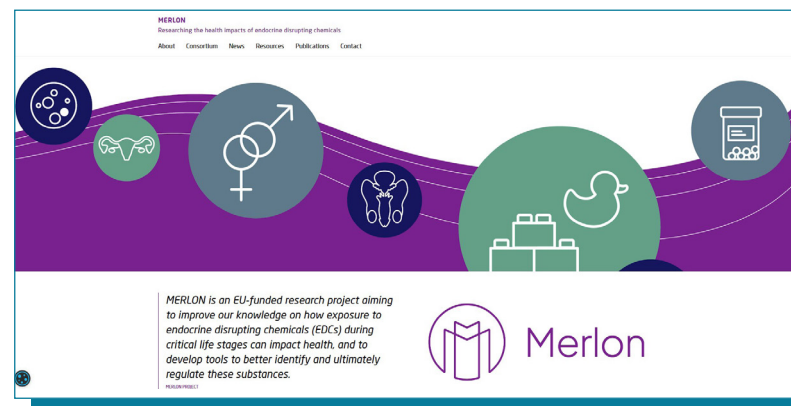 MERLON
Researching the health impacts of endocrine disrupting chemicals
About Consortium News Resources Publications Contact
MERLON is an EU-funded research project aiming
to improve our knowledge on how exposure to
endocrine disrupting chemicals (EDCs) during
critical life stages can impact health, and to
develop tools to better identify and ultimately
regulate these substances.
MERLON PROJECT
Merlon